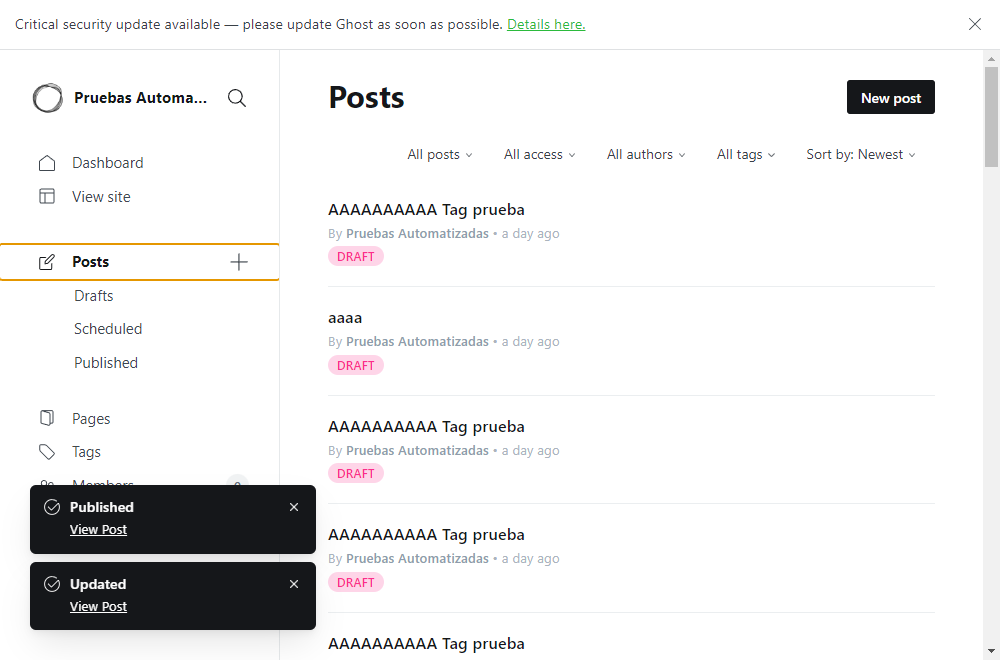 Critical security update available — please update Ghost as soon as possible. Details here.
Pruebas Automa...
Dashboard
View site
Posts
Drafts
Scheduled
Published
Pages
Tags
Members
Published
View Post
Updated
View Post
Posts
New post
All posts
All access
All authors
All tags
Sort by: Newest
AAAAAAAAAA Tag prueba
By Pruebas Automatizadas • a day ago
DRAFT
aaaa
By Pruebas Automatizadas • a day ago
DRAFT
AAAAAAAAAA Tag prueba
By Pruebas Automatizadas • a day ago
DRAFT
AAAAAAAAAA Tag prueba
By Pruebas Automatizadas • a day ago
DRAFT
AAAAAAAAAA Tag prueba